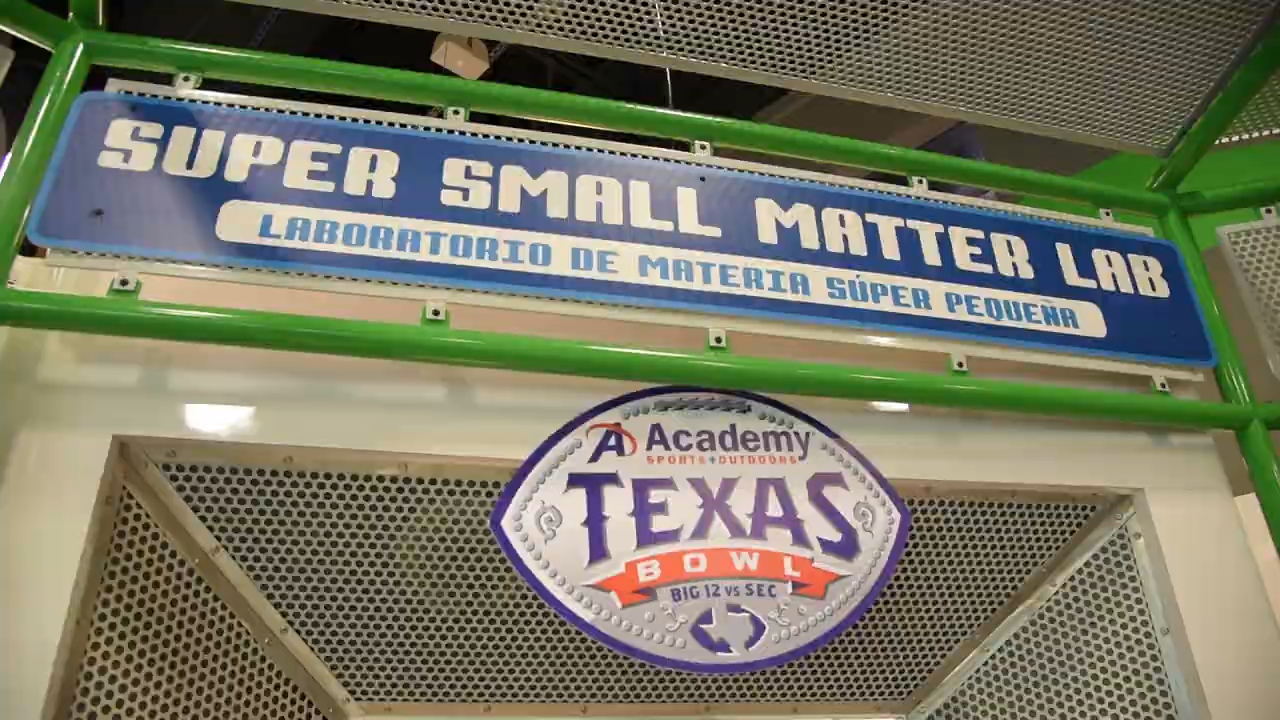 SUPER SMALL MATTER LAB
LABORATORIO DE MATERIA SÚPER PEQUEÑA
Academy
SPORTS+OUTDOORS
TEXAS
BOWL
BIG 12 vs SEC